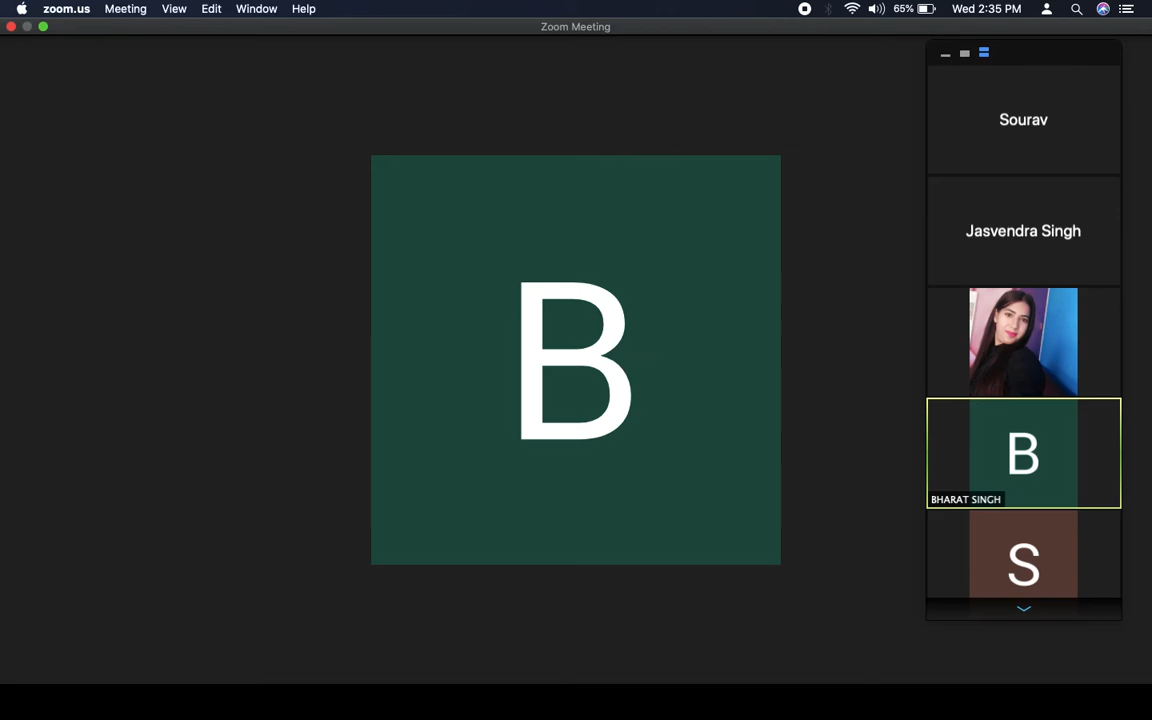 zoom.us Meeting View Edit Window Help 65% Wed 2:35 PM
Zoom Meeting
Sourav
Jasvendra Singh
B
B
BHARAT SINGH
S